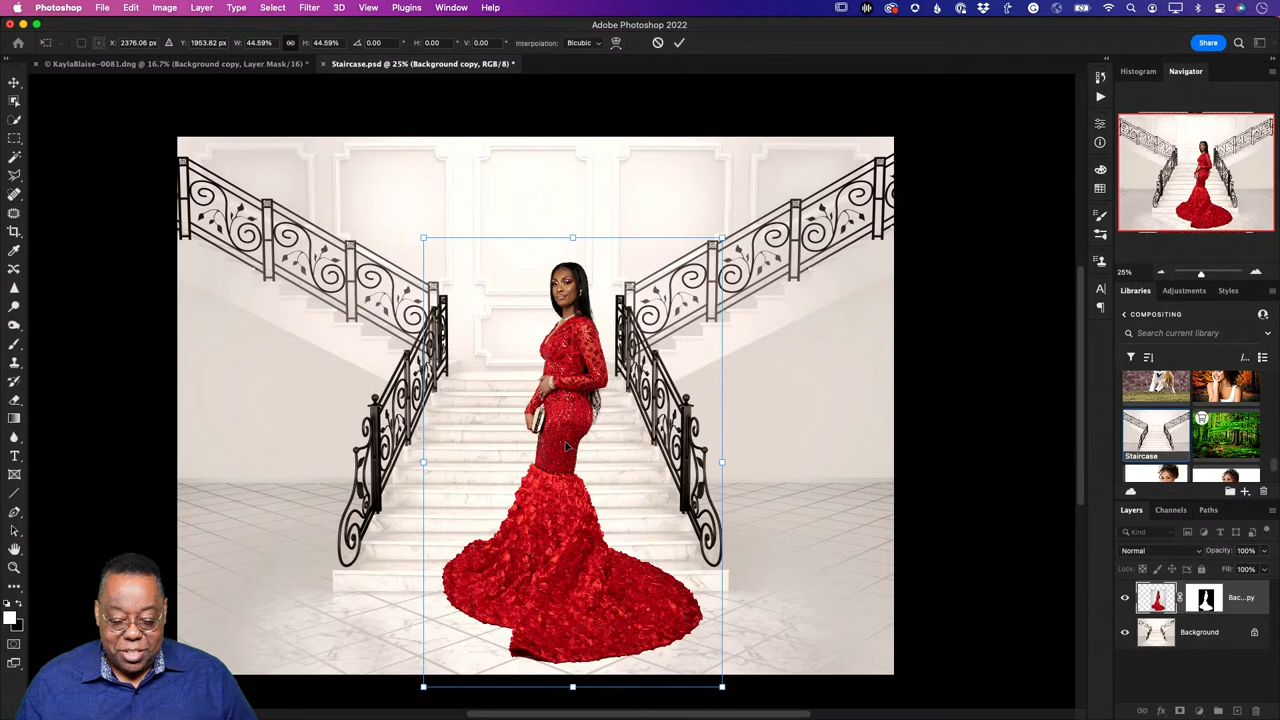 Photoshop File Edit Image Layer Type Select Filter 3D View Plugins Window Help
Adobe Photoshop 2022
X: 2376.06 px Y: 1953.82 px W: 44.59% H: 44.59% 0.00 ° H: 0.00 ° V: 0.00 ° Interpolation: Bicubic Share
× © KaylaBlaise-0081.dng @ 16.7% (Background copy, Layer Mask/16) * × Staircase.psd @ 25% (Background copy, RGB/8) *
Histogram Navigator
25%
Libraries Adjustments Styles
COMPOSITING
Search current library
Staircase
Layers Channels Paths
Kind
Normal Opacity: 100%
Lock: Fill: 100%
Bac...py
Background